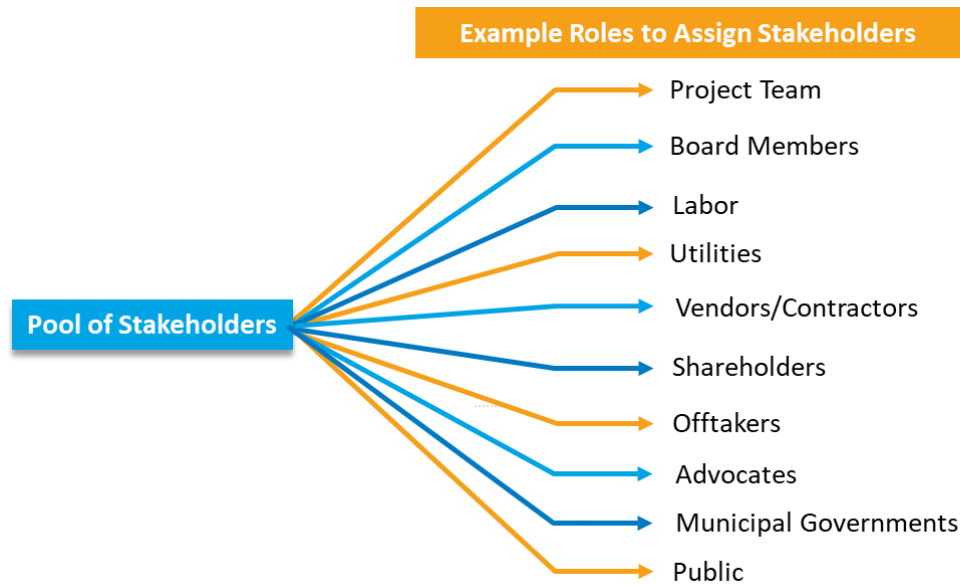 Example Roles to Assign Stakeholders
Project Team
Board Members
Labor
Utilities
Vendors/Contractors
Pool of Stakeholders
Shareholders
Offtakers
Advocates
Municipal Governments
Public